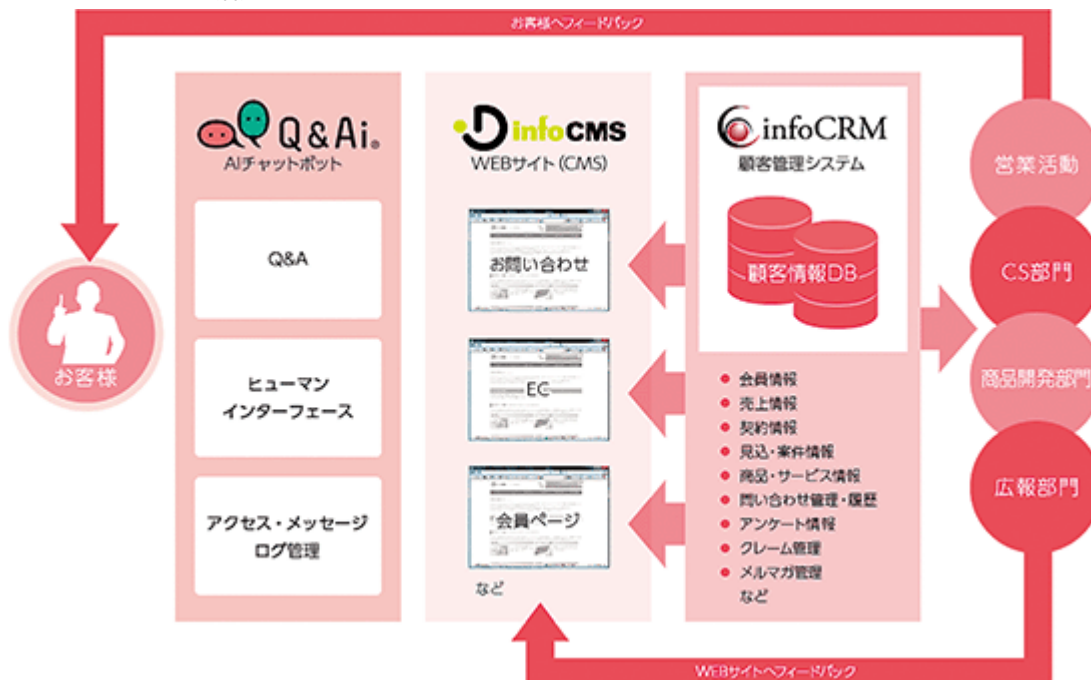 お客様へフィードバック
Q&Ai®
AIチャットボット
Q&A
ヒューマン
インターフェース
アクセス・メッセージ
ログ管理
infoCMS
WEBサイト(CMS)
お問い合わせ
EC
会員ページ
など
infoCRM
顧客管理システム
顧客情報DB
● 会員情報
● 売上情報
● 契約情報
● 見込・案件情報
● 商品・サービス情報
● 問い合わせ管理・履歴
● アンケート情報
● クレーム管理
● メルマガ管理
など
営業活動
CS部門
商品開発部門
広報部門
お客様
WEBサイトへフィードバック